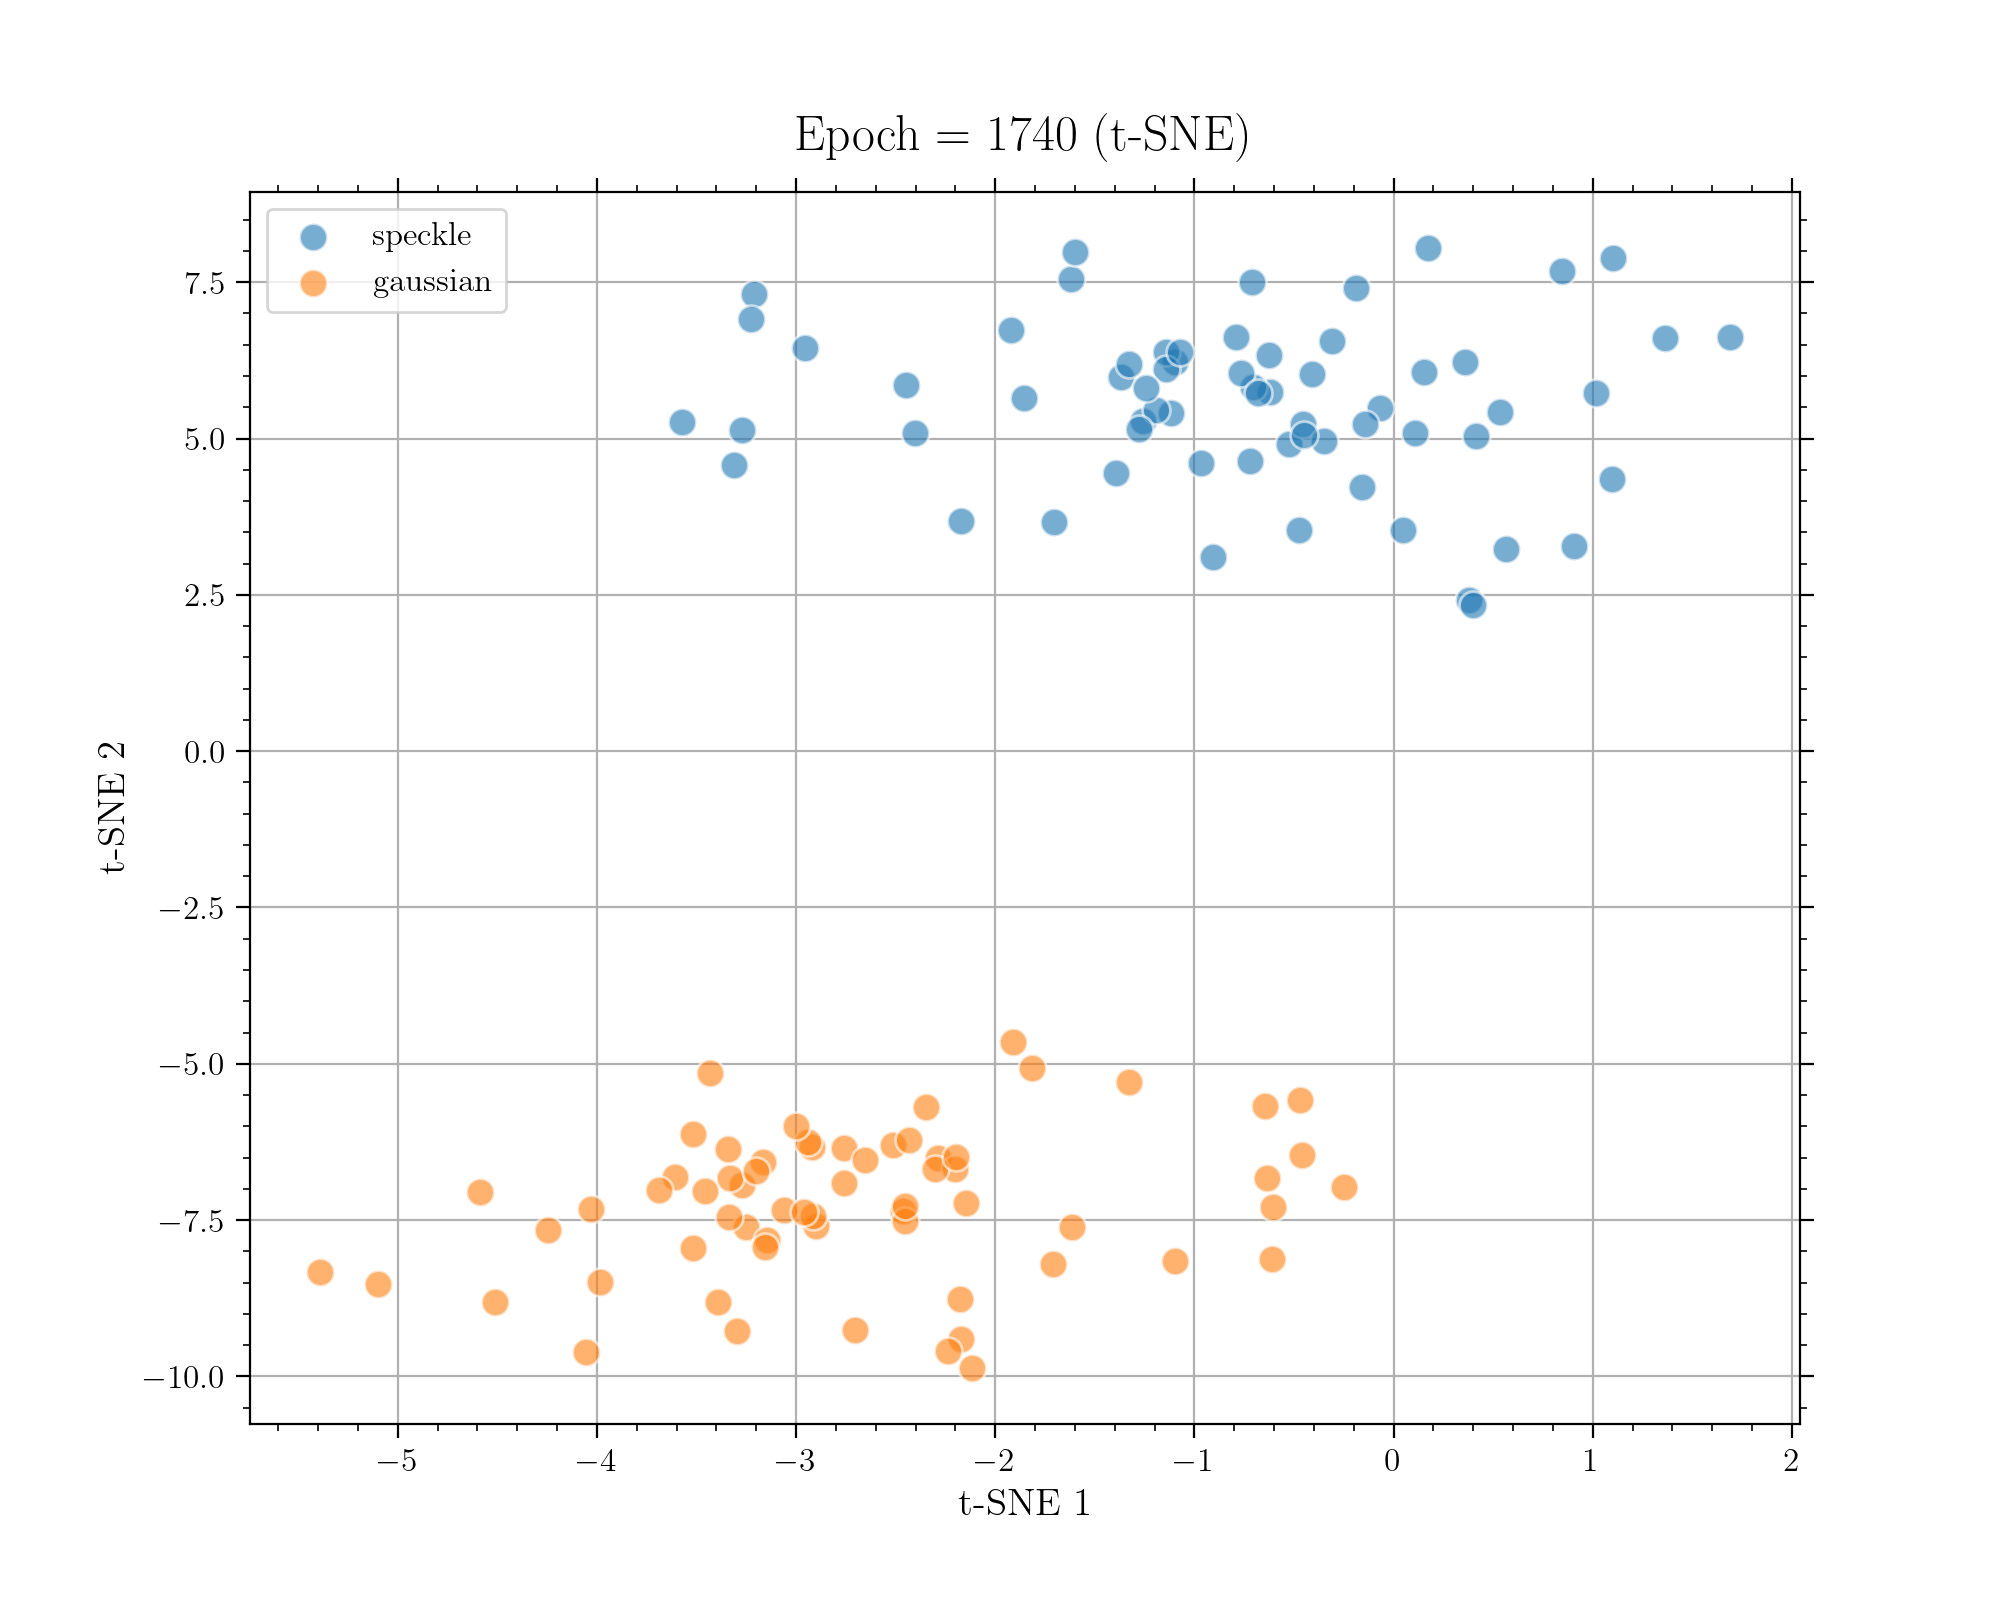 Epoch = 1740 (t-SNE)
speckle
gaussian
7.5
5.0
2.5
0.0
−2.5
−5.0
−7.5
−10.0
t-SNE 2
−5 −4 −3 −2 −1 0 1 2
t-SNE 1